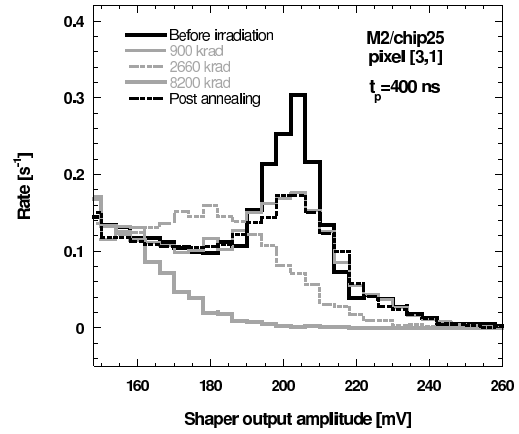 0.4
0.3
0.2
0.1
0
Rate [s⁻¹]
Before irradiation
900 krad
2660 krad
8200 krad
Post annealing
M2/chip25
pixel [3,1]
tₚ=400 ns
160 180 200 220 240 260
Shaper output amplitude [mV]